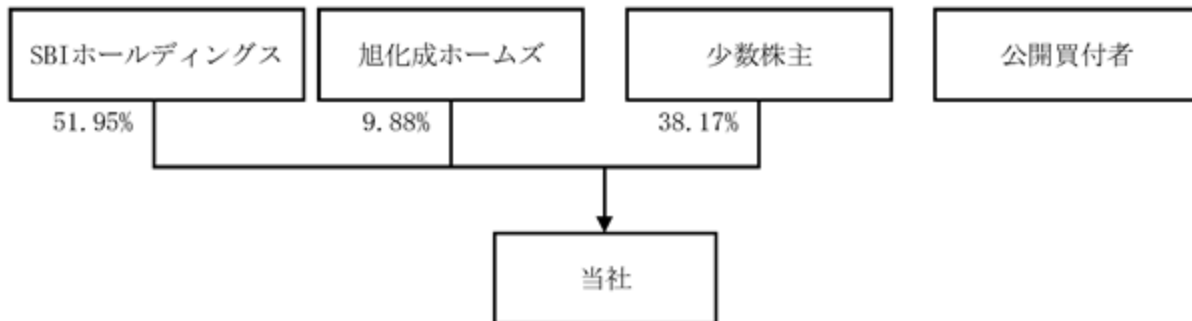 SBIホールディングス
旭化成ホームズ
少数株主
公開買付者
51.95%
9.88%
38.17%
当社